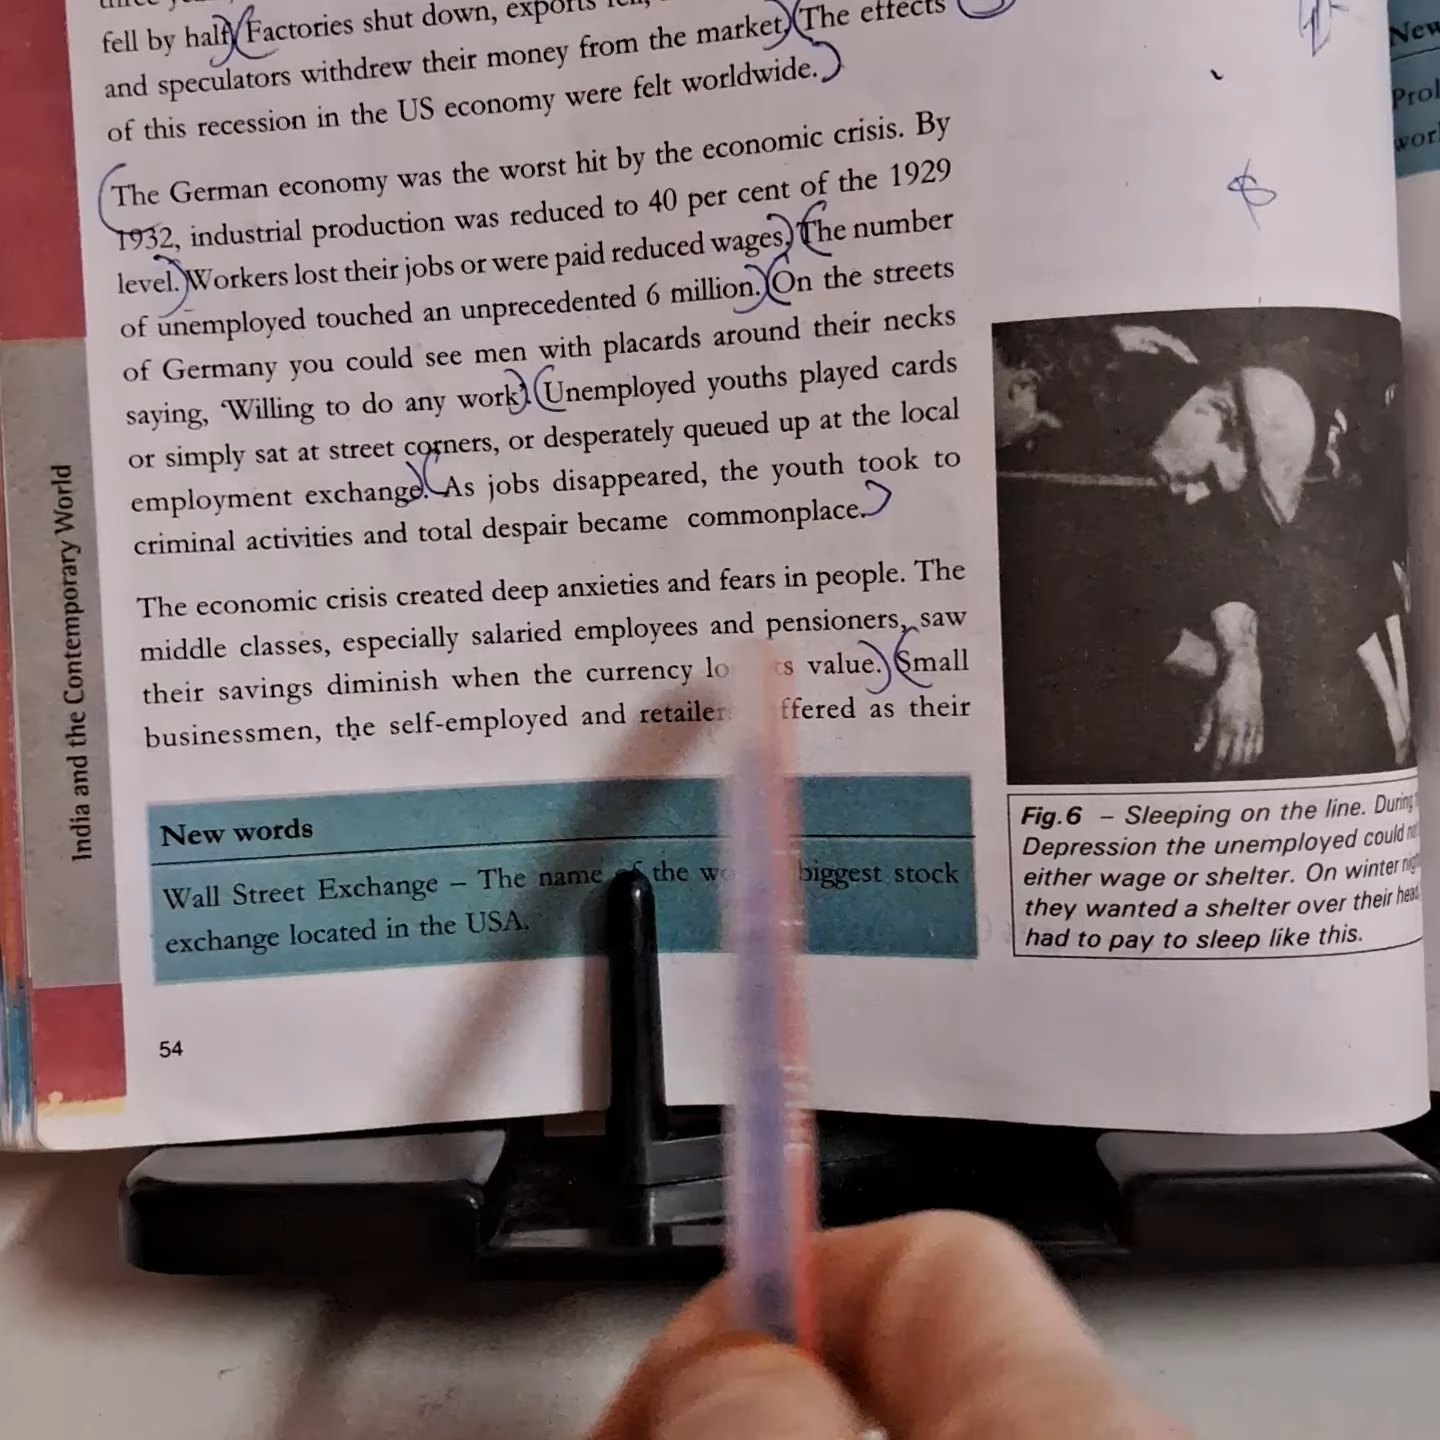 fell by half. Factories shut down, exports fell,
and speculators withdrew their money from the market. The effects
of this recession in the US economy were felt worldwide.
The German economy was the worst hit by the economic crisis. By
1932, industrial production was reduced to 40 per cent of the 1929
level. Workers lost their jobs or were paid reduced wages. The number
of unemployed touched an unprecedented 6 million. On the streets
of Germany you could see men with placards around their necks
saying, ‘Willing to do any work’. Unemployed youths played cards
or simply sat at street corners, or desperately queued up at the local
employment exchange. As jobs disappeared, the youth took to
criminal activities and total despair became commonplace.
The economic crisis created deep anxieties and fears in people. The
middle classes, especially salaried employees and pensioners, saw
their savings diminish when the currency value. Small
businessmen, the self-employed and as their
New words
Wall Street Exchange – The name of the biggest stock
exchange located in the USA.
54
India and the Contemporary World
Fig.6 – Sleeping on the line. During
Depression the unemployed could
either wage or shelter. On winter
they wanted a shelter over their
had to pay to sleep like this.
New
$